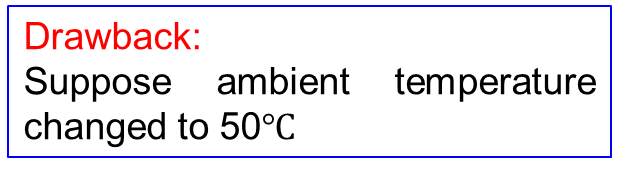 Drawback:
Suppose ambient temperature
changed to 50℃